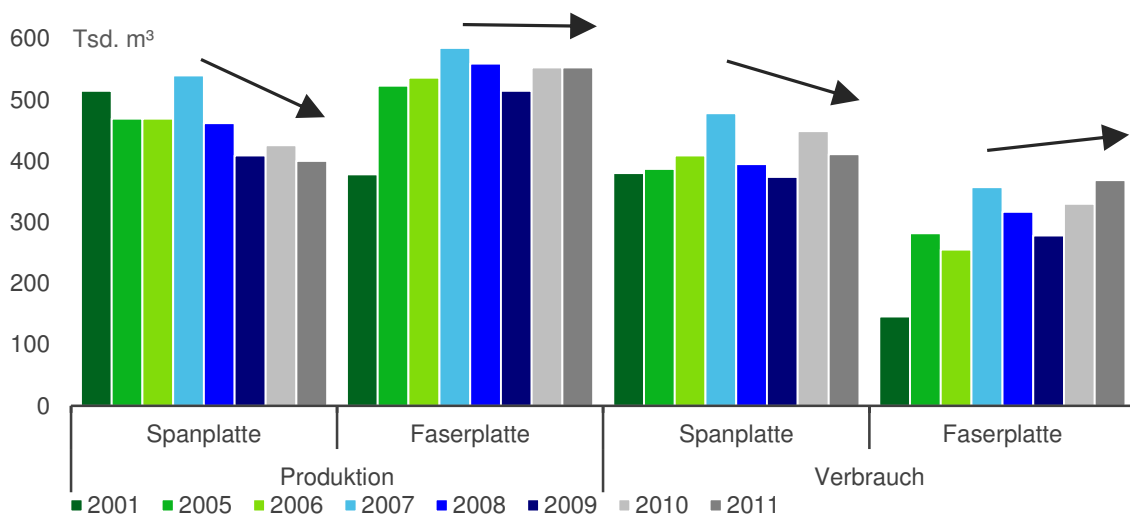 600 Tsd. m³
500
400
300
200
100
0
Spanplatte Faserplatte Spanplatte Faserplatte
Produktion Verbrauch
2001 2005 2006 2007 2008 2009 2010 2011